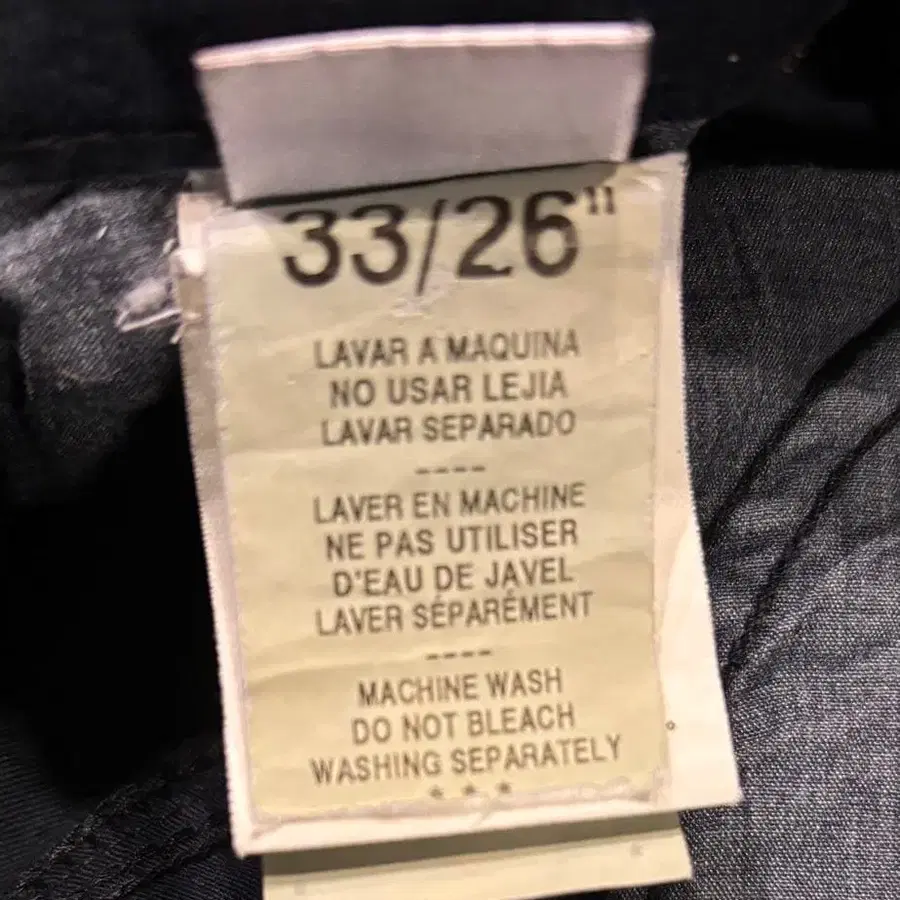 33/26"
LAVAR A MAQUINA
NO USAR LEJIA
LAVAR SEPARADO
----
LAVER EN MACHINE
NE PAS UTILISER
D'EAU DE JAVEL
LAVER SÉPARÉMENT
----
MACHINE WASH
DO NOT BLEACH
WASHING SEPARATELY
* * *